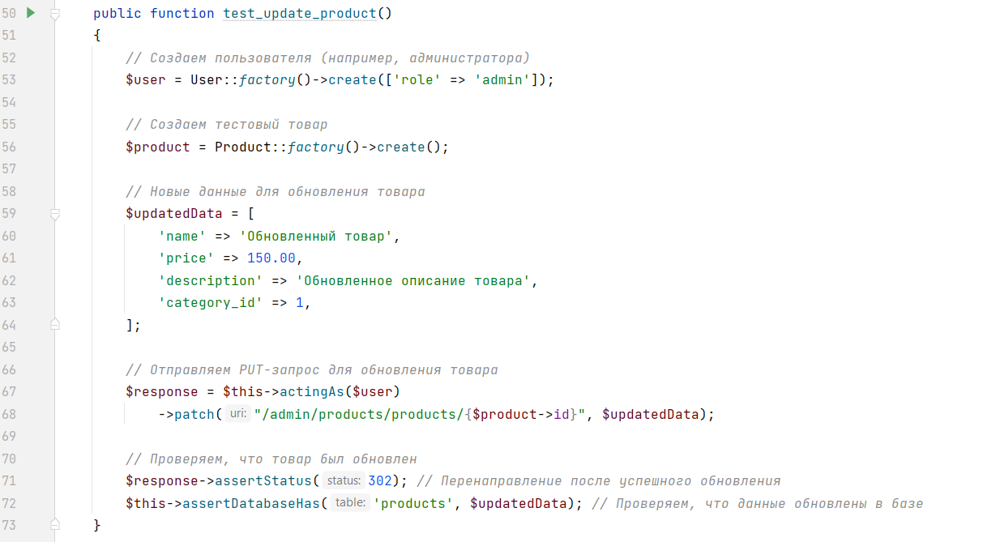 50 public function test_update_product()
51 {
52 // Создаем пользователя (например, администратора)
53 $user = User::factory()->create(['role' => 'admin']);
54
55 // Создаем тестовый товар
56 $product = Product::factory()->create();
57
58 // Новые данные для обновления товара
59 $updatedData = [
60 'name' => 'Обновленный товар',
61 'price' => 150.00,
62 'description' => 'Обновленное описание товара',
63 'category_id' => 1,
64 ];
65
66 // Отправляем PUT-запрос для обновления товара
67 $response = $this->actingAs($user)
68 ->patch( uri: "/admin/products/products/{$product->id}", $updatedData);
69
70 // Проверяем, что товар был обновлен
71 $response->assertStatus( status: 302); // Перенаправление после успешного обновления
72 $this->assertDatabaseHas( table: 'products', $updatedData); // Проверяем, что данные обновлены в базе
73 }